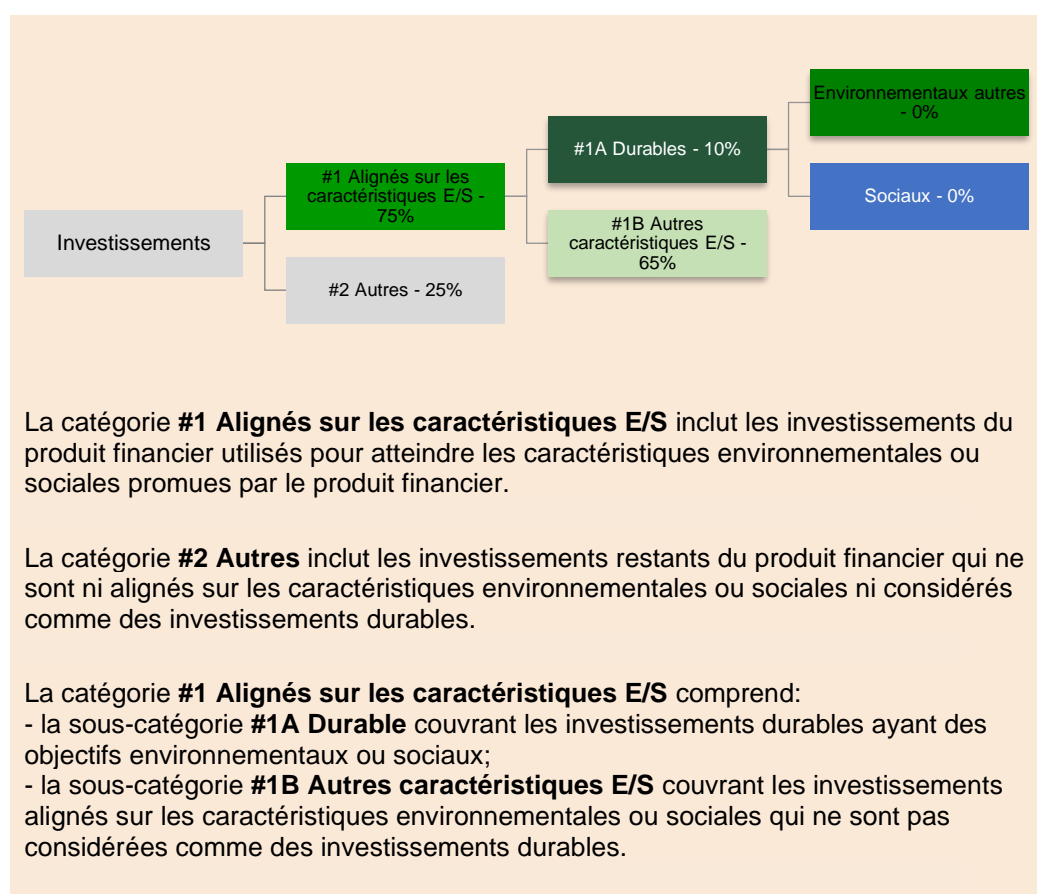 Investissements
#1 Alignés sur les
caractéristiques E/S -
75%
#2 Autres - 25%
#1A Durables - 10%
#1B Autres
caractéristiques E/S -
65%
Environnementaux autres
- 0%
Sociaux - 0%
La catégorie #1 Alignés sur les caractéristiques E/S inclut les investissements du
produit financier utilisés pour atteindre les caractéristiques environnementales ou
sociales promues par le produit financier.
La catégorie #2 Autres inclut les investissements restants du produit financier qui ne
sont ni alignés sur les caractéristiques environnementales ou sociales ni considérés
comme des investissements durables.
La catégorie #1 Alignés sur les caractéristiques E/S comprend:
- la sous-catégorie #1A Durable couvrant les investissements durables ayant des
objectifs environnementaux ou sociaux;
- la sous-catégorie #1B Autres caractéristiques E/S couvrant les investissements
alignés sur les caractéristiques environnementales ou sociales qui ne sont pas
considérées comme des investissements durables.